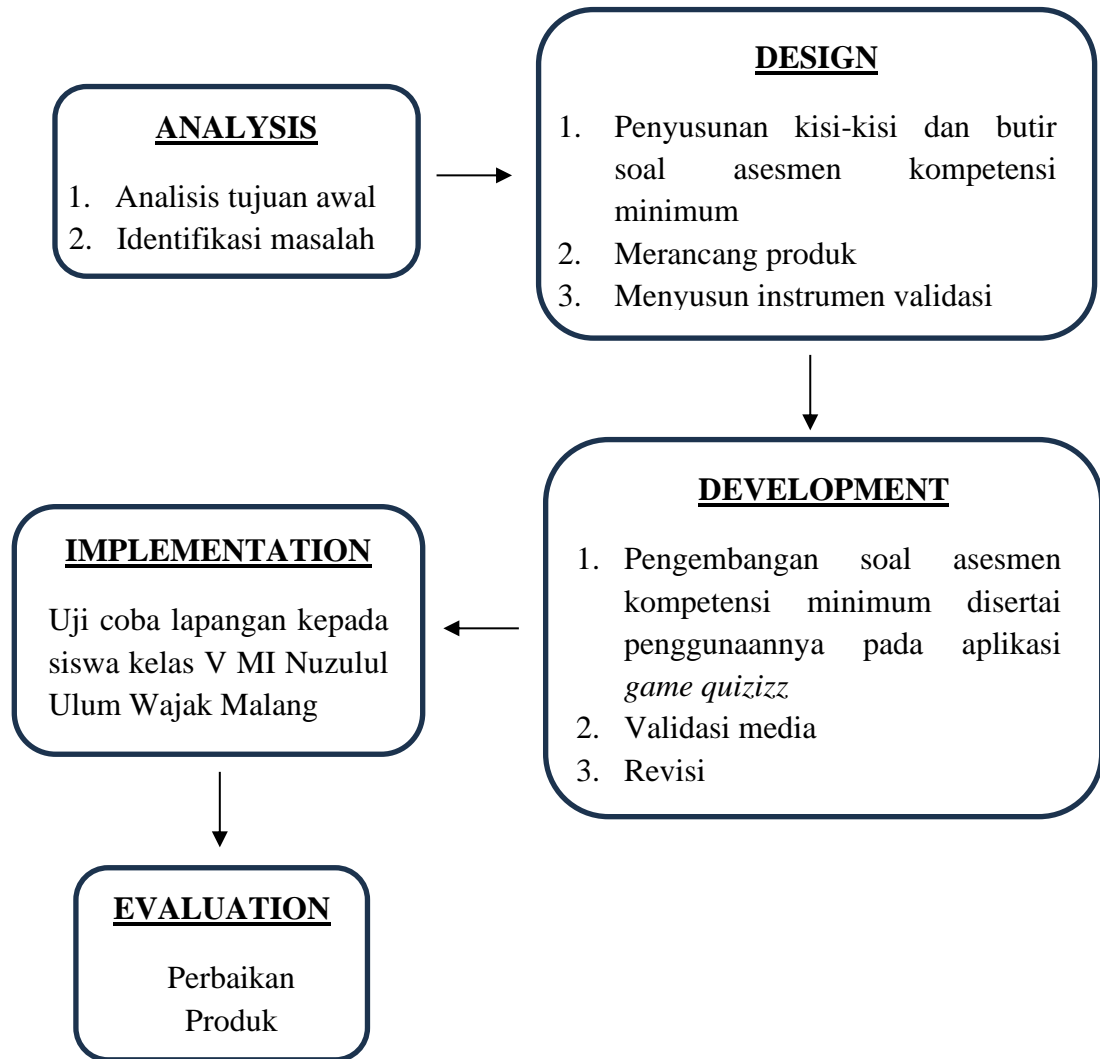 ANALYSIS
1. Analisis tujuan awal
2. Identifikasi masalah
DESIGN
1. Penyusunan kisi-kisi dan butir
soal asesmen kompetensi
minimum
2. Merancang produk
3. Menyusun instrumen validasi
DEVELOPMENT
1. Pengembangan soal asesmen
kompetensi minimum disertai
penggunaannya pada aplikasi
game quizizz
2. Validasi media
3. Revisi
IMPLEMENTATION
Uji coba lapangan kepada
siswa kelas V MI Nuzulul
Ulum Wajak Malang
EVALUATION
Perbaikan
Produk